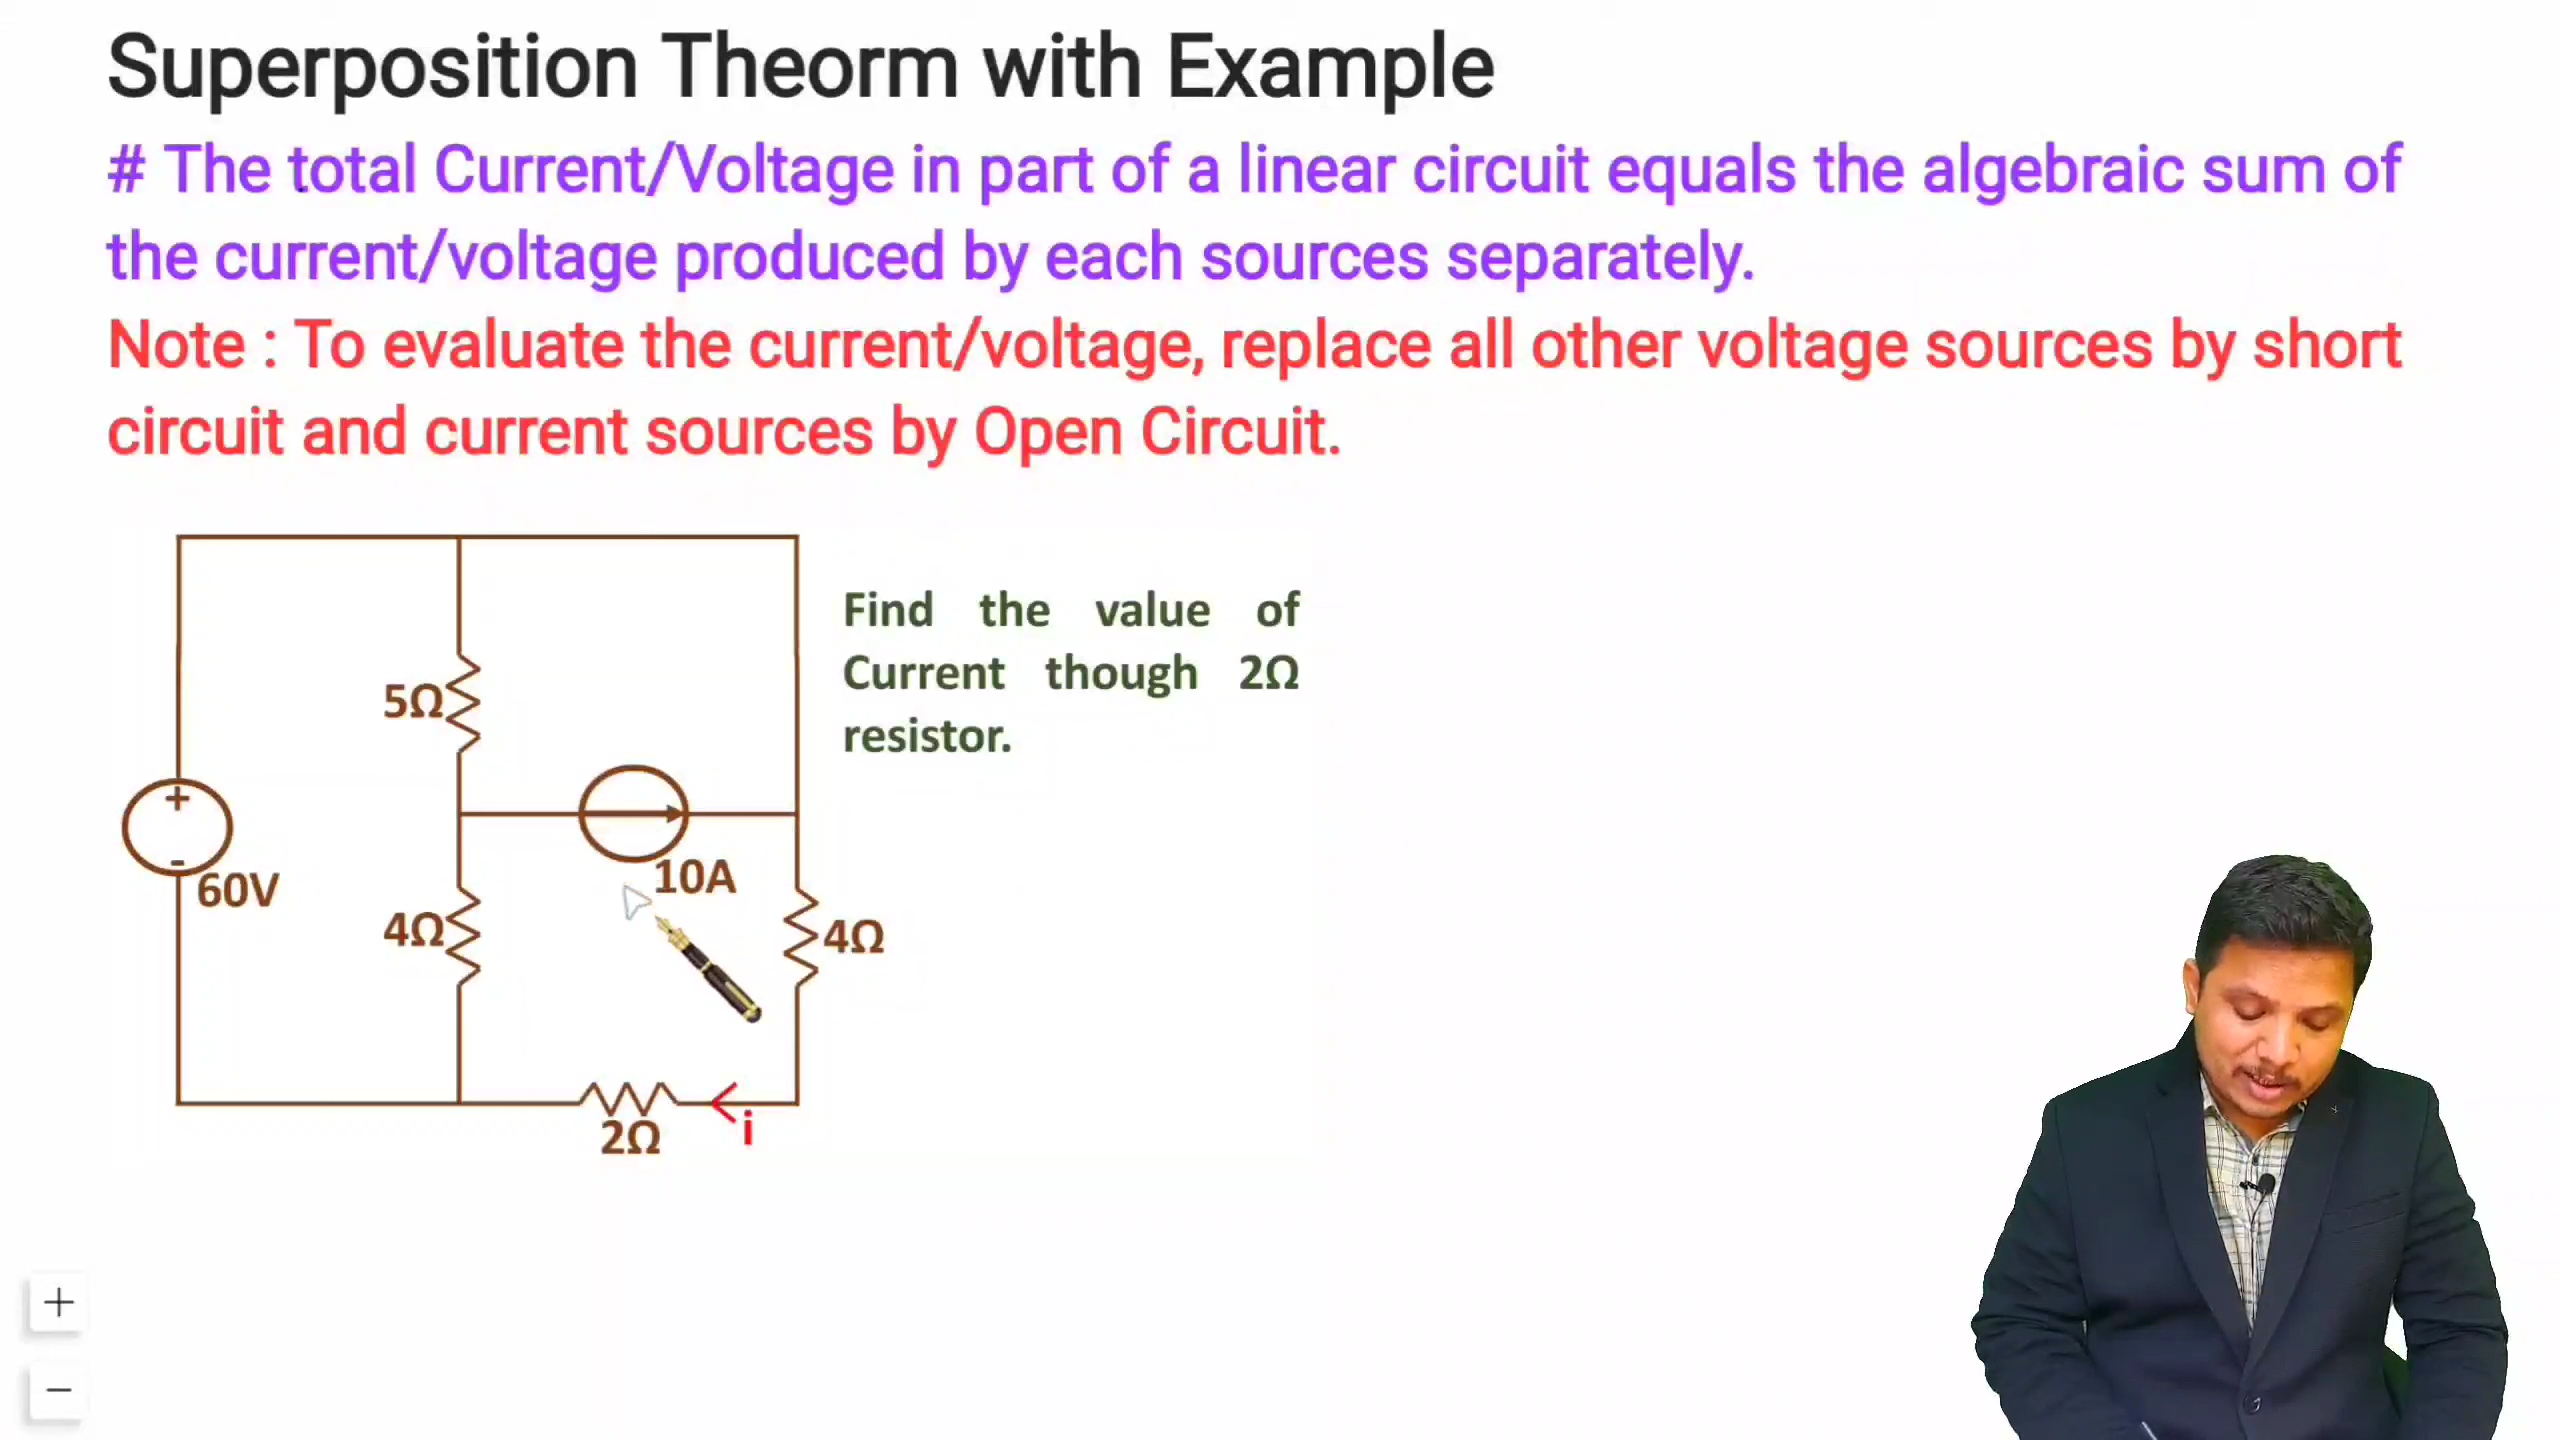 Superposition Theorm with Example
# The total Current/Voltage in part of a linear circuit equals the algebraic sum of
the current/voltage produced by each sources separately.
Note : To evaluate the current/voltage, replace all other voltage sources by short
circuit and current sources by Open Circuit.
Find the value of
Current though 2Ω
resistor.
5Ω
+
-
60V
10A
4Ω
4Ω
i
2Ω
+
−